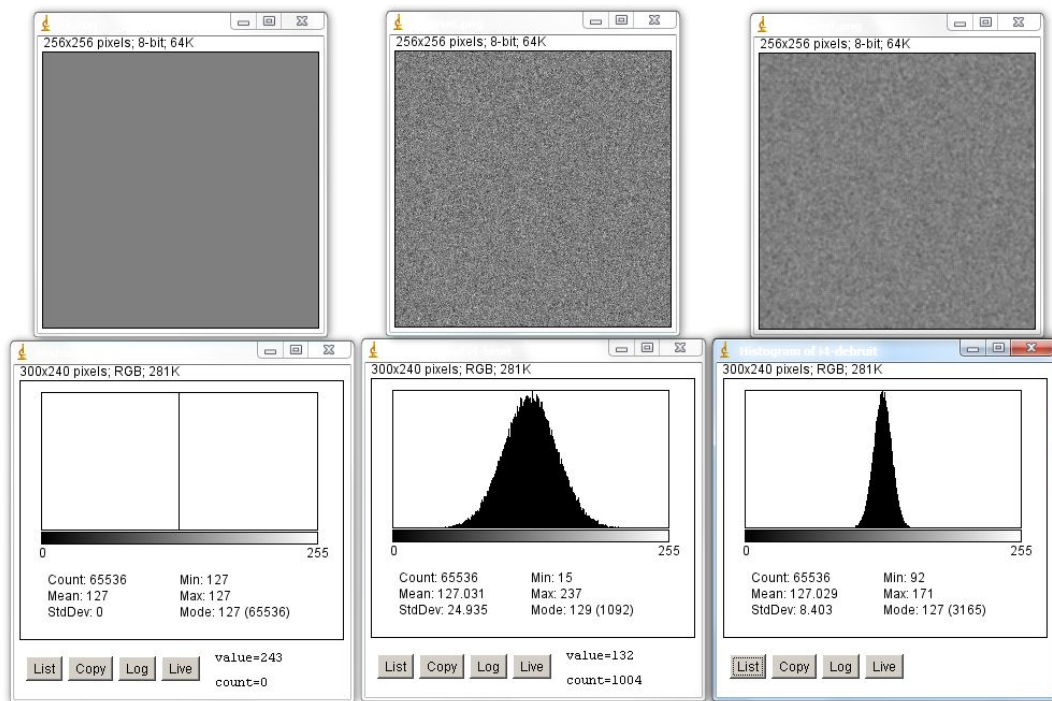 256x256 pixels; 8-bit; 64K
256x256 pixels; 8-bit; 64K
256x256 pixels; 8-bit; 64K
300x240 pixels; RGB; 281K
0 255
Count: 65536 Min: 127
Mean: 127 Max: 127
StdDev: 0 Mode: 127 (65536)
List Copy Log Live value=243
count=0
300x240 pixels; RGB; 281K
0 255
Count: 65536 Min: 15
Mean: 127.031 Max: 237
StdDev: 24.935 Mode: 129 (1092)
List Copy Log Live value=132
count=1004
Histogram of i4-debruit
300x240 pixels; RGB; 281K
0 255
Count: 65536 Min: 92
Mean: 127.029 Max: 171
StdDev: 8.403 Mode: 127 (3165)
List Copy Log Live